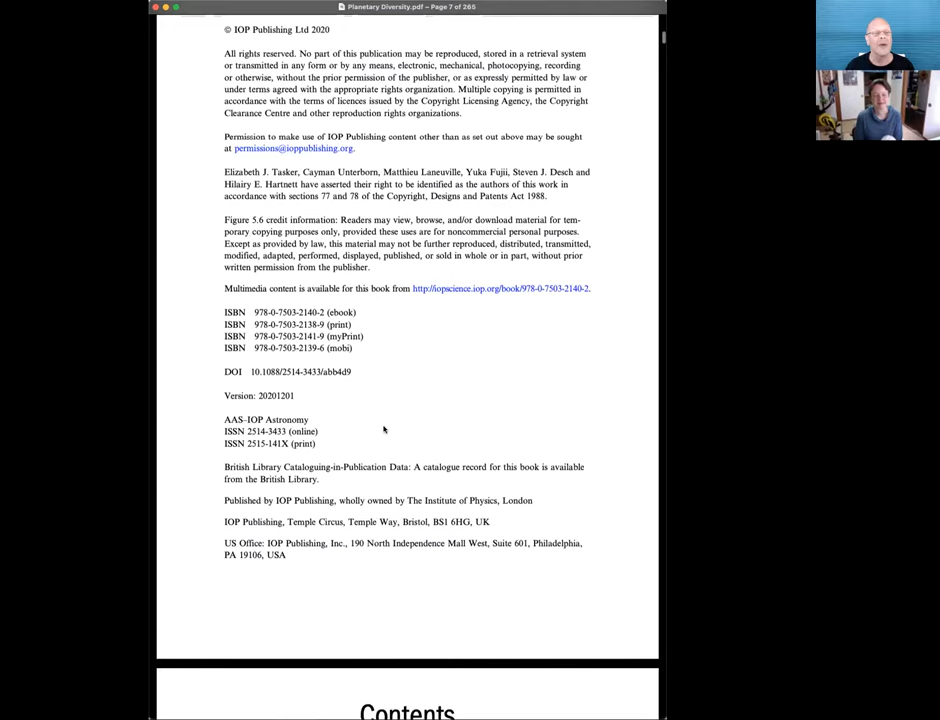 Planetary Diversity.pdf – Page 7 of 265
© IOP Publishing Ltd 2020
All rights reserved. No part of this publication may be reproduced, stored in a retrieval system
or transmitted in any form or by any means, electronic, mechanical, photocopying, recording
or otherwise, without the prior permission of the publisher, or as expressly permitted by law or
under terms agreed with the appropriate rights organization. Multiple copying is permitted in
accordance with the terms of licences issued by the Copyright Licensing Agency, the Copyright
Clearance Centre and other reproduction rights organizations.
Permission to make use of IOP Publishing content other than as set out above may be sought
at permissions@ioppublishing.org.
Elizabeth J. Tasker, Cayman Unterborn, Matthieu Laneuville, Yuka Fujii, Steven J. Desch and
Hilairy E. Hartnett have asserted their right to be identified as the authors of this work in
accordance with sections 77 and 78 of the Copyright, Designs and Patents Act 1988.
Figure 5.6 credit information: Readers may view, browse, and/or download material for tem-
porary copying purposes only, provided these uses are for noncommercial personal purposes.
Except as provided by law, this material may not be further reproduced, distributed, transmitted,
modified, adapted, performed, displayed, published, or sold in whole or in part, without prior
written permission from the publisher.
Multimedia content is available for this book from http://iopscience.iop.org/book/978-0-7503-2140-2.
ISBN 978-0-7503-2140-2 (ebook)
ISBN 978-0-7503-2138-9 (print)
ISBN 978-0-7503-2141-9 (myPrint)
ISBN 978-0-7503-2139-6 (mobi)
DOI 10.1088/2514-3433/abb4d9
Version: 20201201
AAS–IOP Astronomy
ISSN 2514-3433 (online)
ISSN 2515-141X (print)
British Library Cataloguing-in-Publication Data: A catalogue record for this book is available
from the British Library.
Published by IOP Publishing, wholly owned by The Institute of Physics, London
IOP Publishing, Temple Circus, Temple Way, Bristol, BS1 6HG, UK
US Office: IOP Publishing, Inc., 190 North Independence Mall West, Suite 601, Philadelphia,
PA 19106, USA
Contents